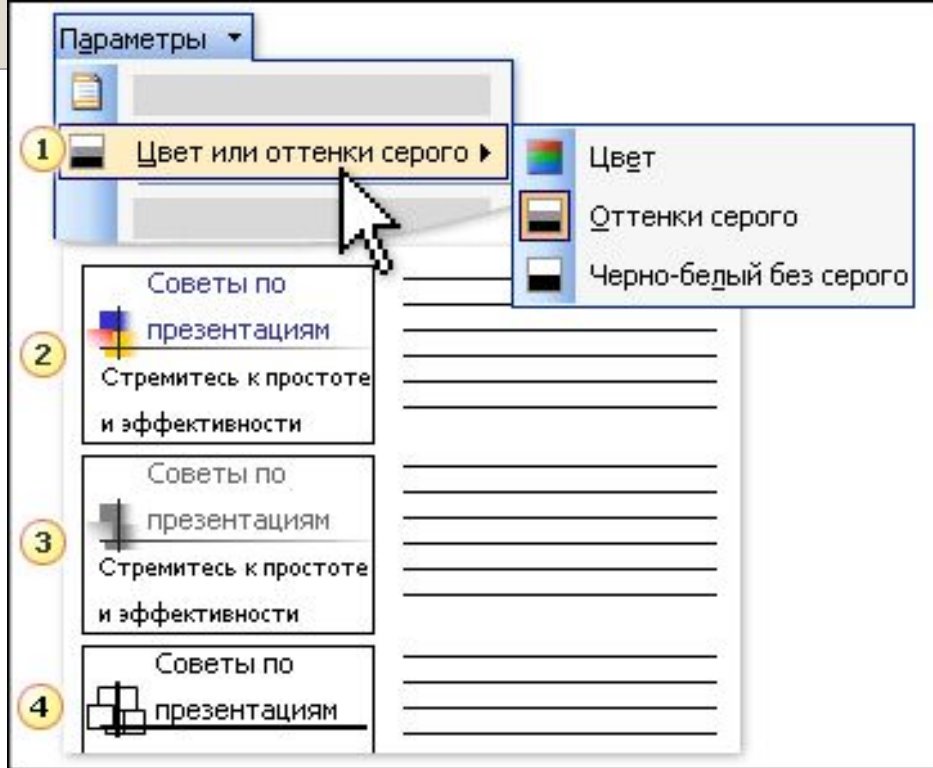 Параметры
1
Цвет или оттенки серого
Цвет
Оттенки серого
Черно-белый без серого
Советы по
презентациям
2
Стремитесь к простоте
и эффективности
Советы по
презентациям
3
Стремитесь к простоте
и эффективности
Советы по
4
презентациям